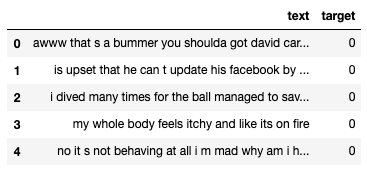 text target
0 awww that s a bummer you shoulda got david car... 0
1 is upset that he can t update his facebook by ... 0
2 i dived many times for the ball managed to sav... 0
3 my whole body feels itchy and like its on fire 0
4 no it s not behaving at all i m mad why am i h... 0